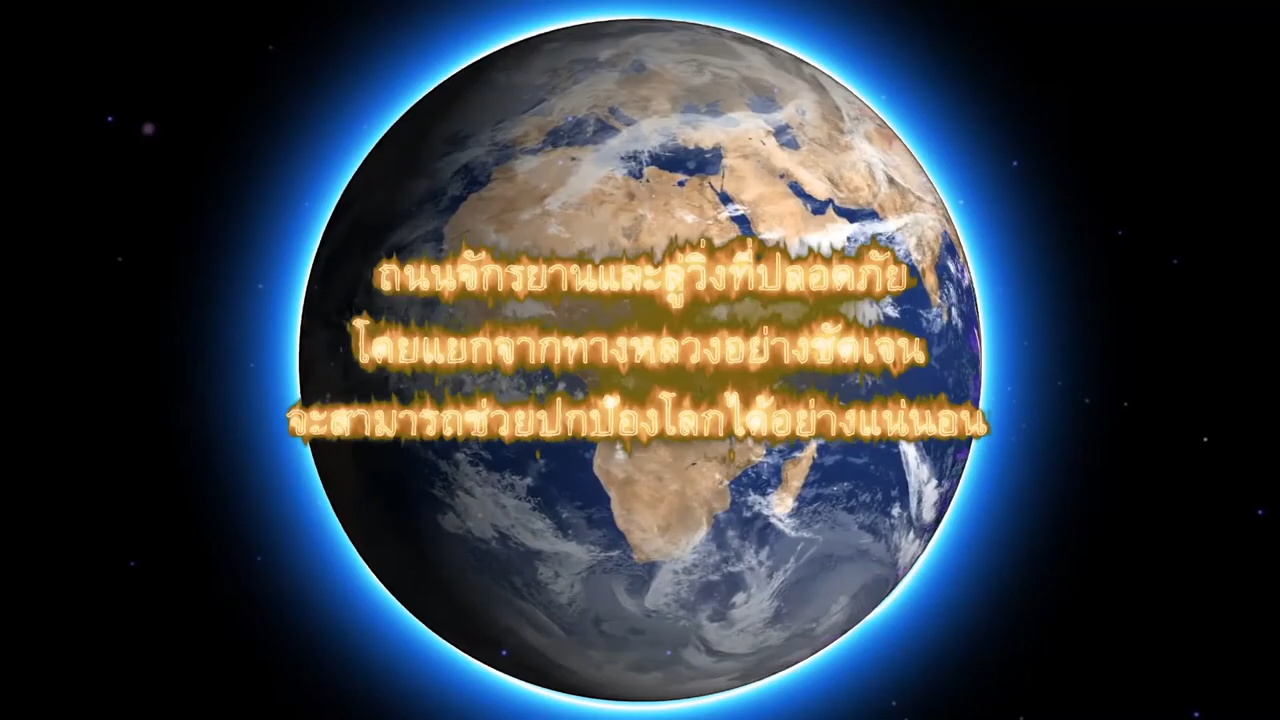 ถนนจักรยานและลู่วิ่งที่ปลอดภัย
โดยแยกจากทางหลวงอย่างชัดเจน
จะสามารถช่วยปกป้องโลกได้อย่างแน่นอน